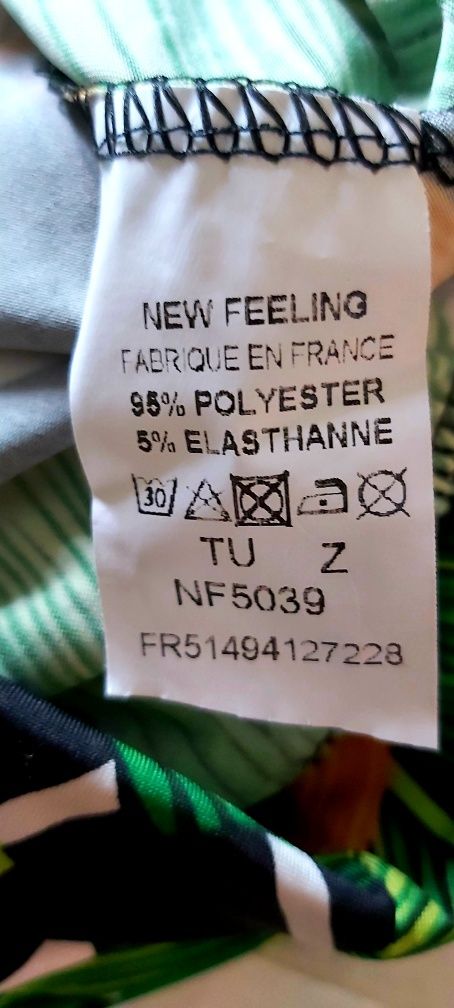 NEW FEELING
FABRIQUE EN FRANCE
95% POLYESTER
5% ELASTHANNE
30
TU Z
NF5039
FR51494127228